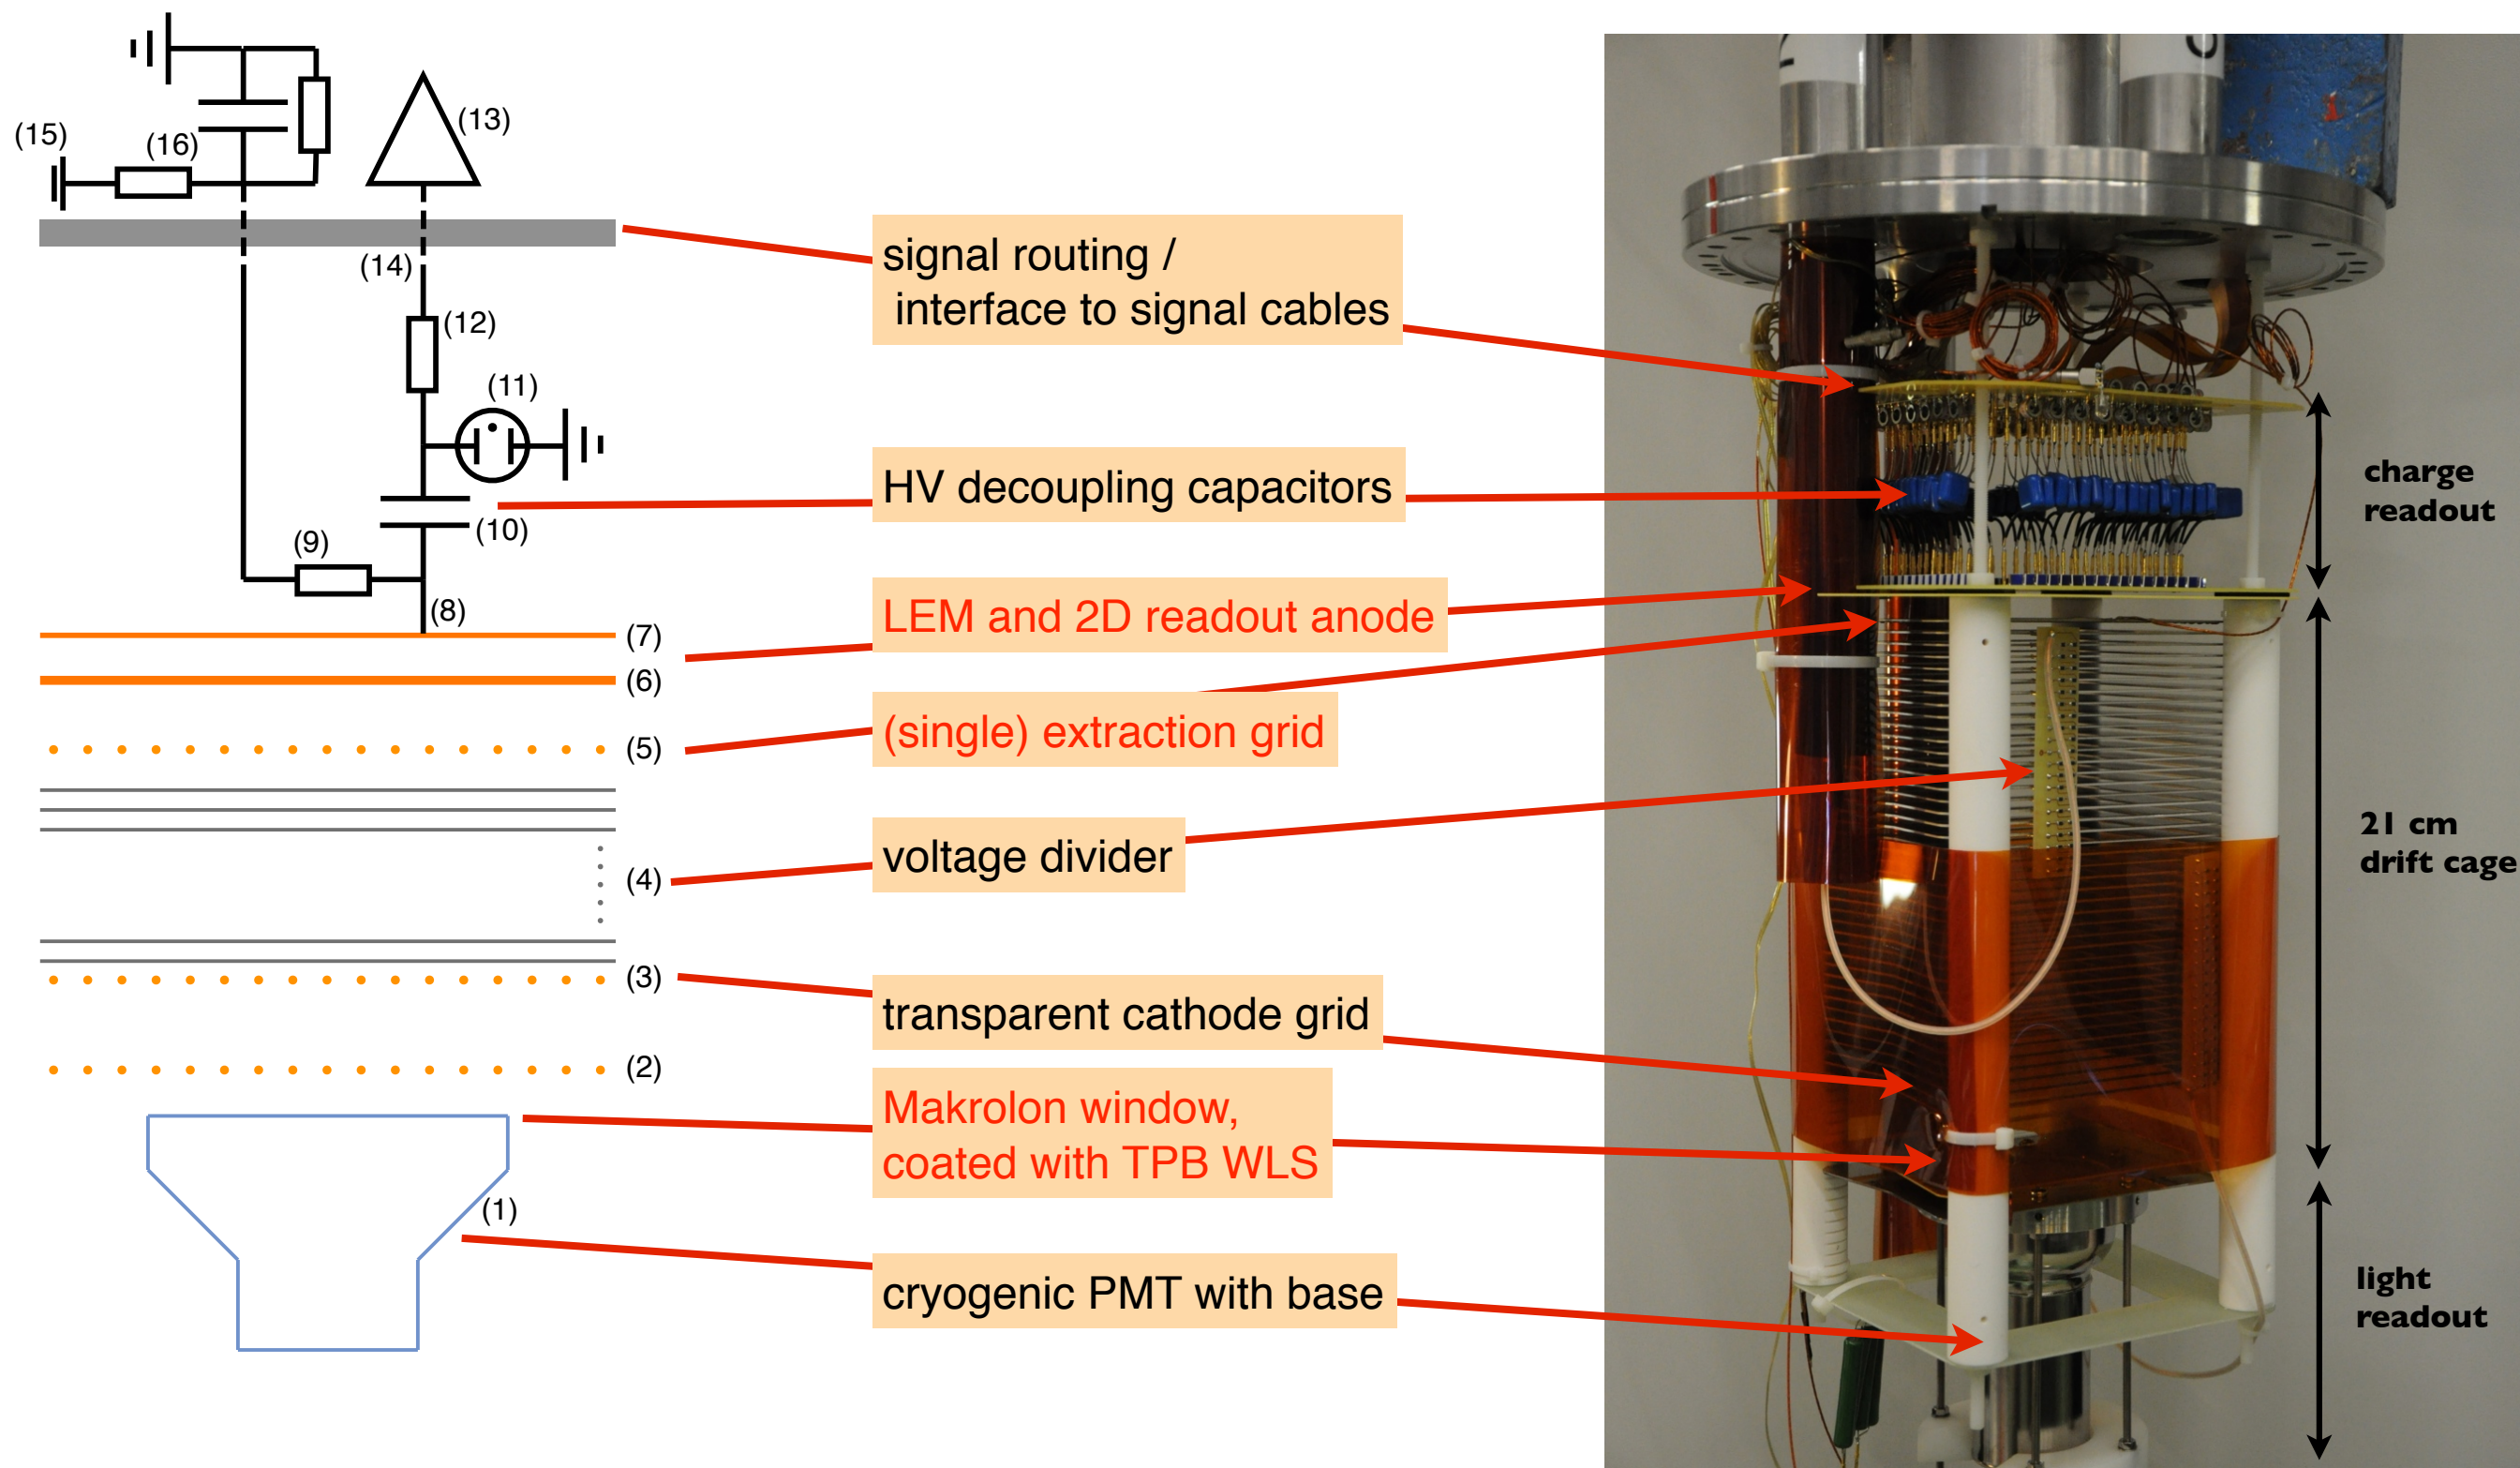 (15)
(16)
(13)
(14)
(12)
(11)
(10)
(9)
(8)
(7)
(6)
(5)
(4)
(3)
(2)
(1)
signal routing /
interface to signal cables
HV decoupling capacitors
LEM and 2D readout anode
(single) extraction grid
voltage divider
transparent cathode grid
Makrolon window,
coated with TPB WLS
cryogenic PMT with base
charge
readout
21 cm
drift cage
light
readout